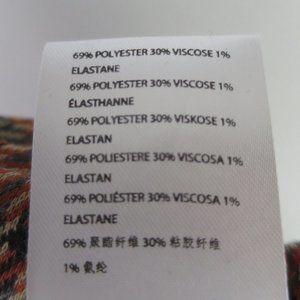 69% POLYESTER 30% VISCOSE 1%
ELASTANE
69% POLYESTER 30% VISCOSE 1%
ÉLASTHANNE
69% POLYESTER 30% VISKOSE 1%
ELASTAN
69% POLIESTERE 30% VISCOSA 1%
ELASTAN
69% POLIÉSTER 30% VISCOSA 1%
ELASTANE
69% 聚酯纤维 30% 粘胶纤维
1% 氨纶